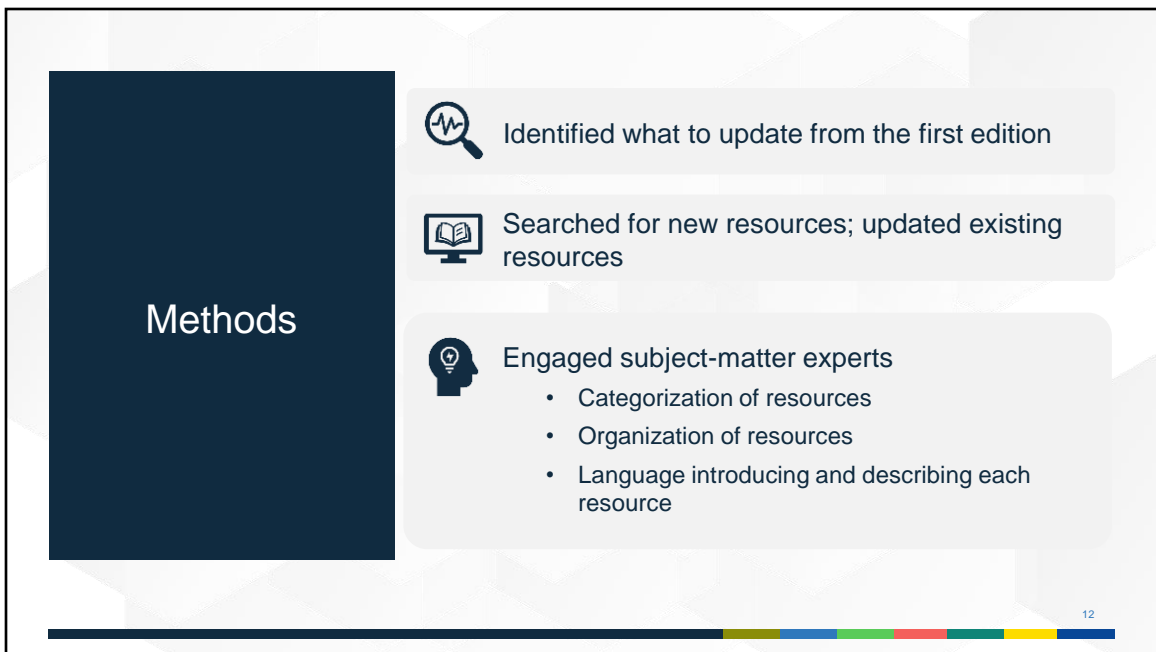 Methods
Identified what to update from the first edition
Searched for new resources; updated existing
resources
Engaged subject-matter experts
• Categorization of resources
• Organization of resources
• Language introducing and describing each
resource
12